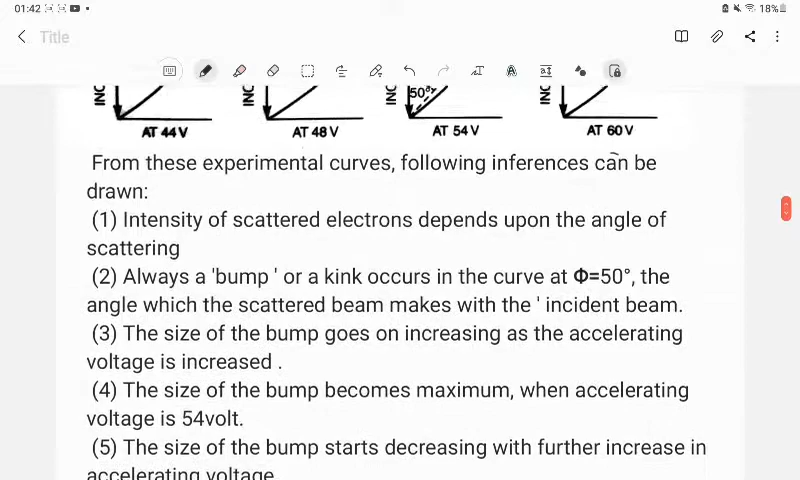 01:42
18%
Title
INC
INC
INC
INC
50°
AT 44 V
AT 48 V
AT 54 V
AT 60 V
From these experimental curves, following inferences can be
drawn:
(1) Intensity of scattered electrons depends upon the angle of
scattering
(2) Always a 'bump ' or a kink occurs in the curve at Φ=50°, the
angle which the scattered beam makes with the ' incident beam.
(3) The size of the bump goes on increasing as the accelerating
voltage is increased .
(4) The size of the bump becomes maximum, when accelerating
voltage is 54volt.
(5) The size of the bump starts decreasing with further increase in
accelerating voltage